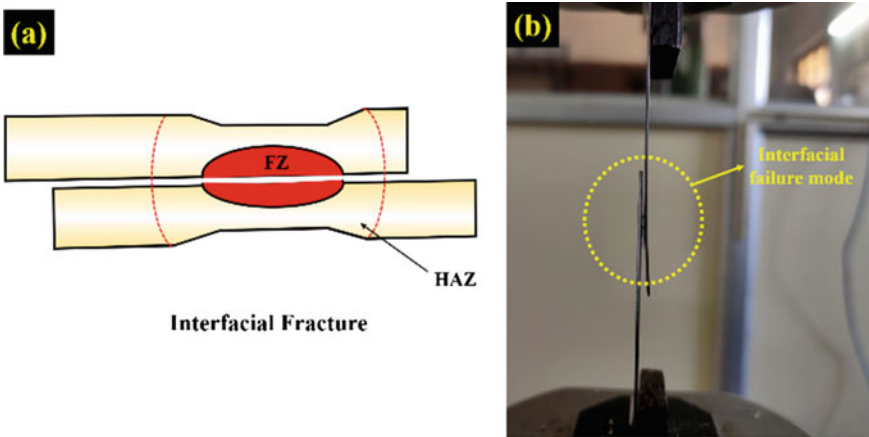 (a)
FZ
HAZ
Interfacial Fracture
(b)
Interfacial
failure mode